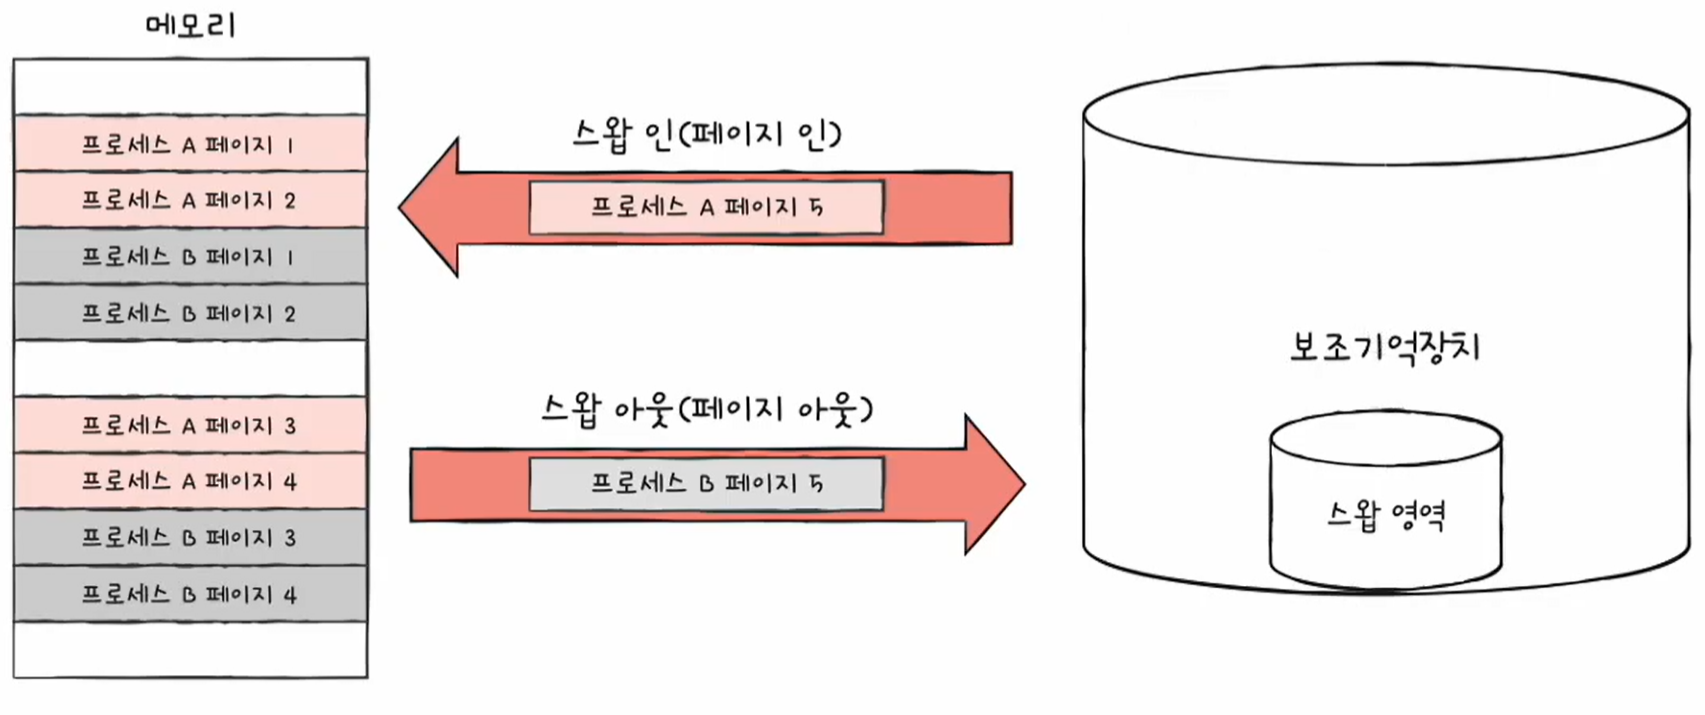 메모리
프로세스 A 페이지 1
프로세스 A 페이지 2
프로세스 B 페이지 1
프로세스 B 페이지 2
프로세스 A 페이지 3
프로세스 A 페이지 4
프로세스 B 페이지 3
프로세스 B 페이지 4
스왑 인(페이지 인)
프로세스 A 페이지 5
스왑 아웃(페이지 아웃)
프로세스 B 페이지 5
보조기억장치
스왑 영역